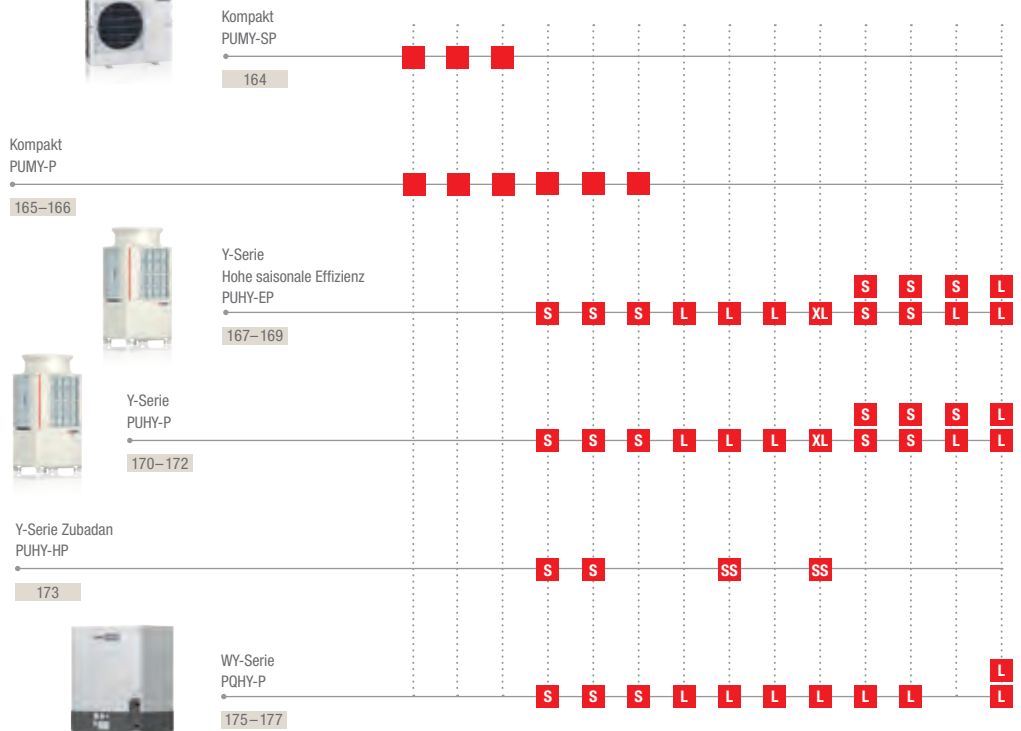 Kompakt
PUMY-SP
164
Kompakt
PUMY-P
165–166
Y-Serie
Hohe saisonale Effizienz
PUHY-EP
S S S L
S S S L L L XL S S L L
167–169
Y-Serie
PUHY-P
S S S L
S S S L L L XL S S L L
170–172
Y-Serie Zubadan
PUHY-HP
S S SS SS
173
WY-Serie
PQHY-P
L
S S S L L L L L L L
175–177